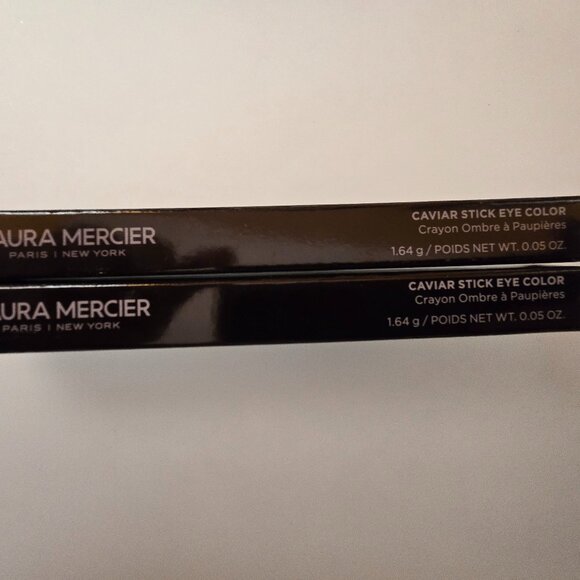 AURA MERCIER
PARIS | NEW YORK
CAVIAR STICK EYE COLOR
Crayon Ombre à Paupières
1.64 g / POIDS NET WT. 0.05 OZ.
AURA MERCIER
PARIS | NEW YORK
CAVIAR STICK EYE COLOR
Crayon Ombre à Paupières
1.64 g / POIDS NET WT. 0.05 OZ.